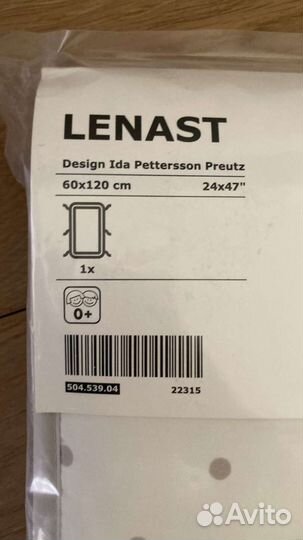 LENAST
Design Ida Pettersson Preutz
60x120 cm 24x47"
1x
0+
504.539.04 22315
Avito